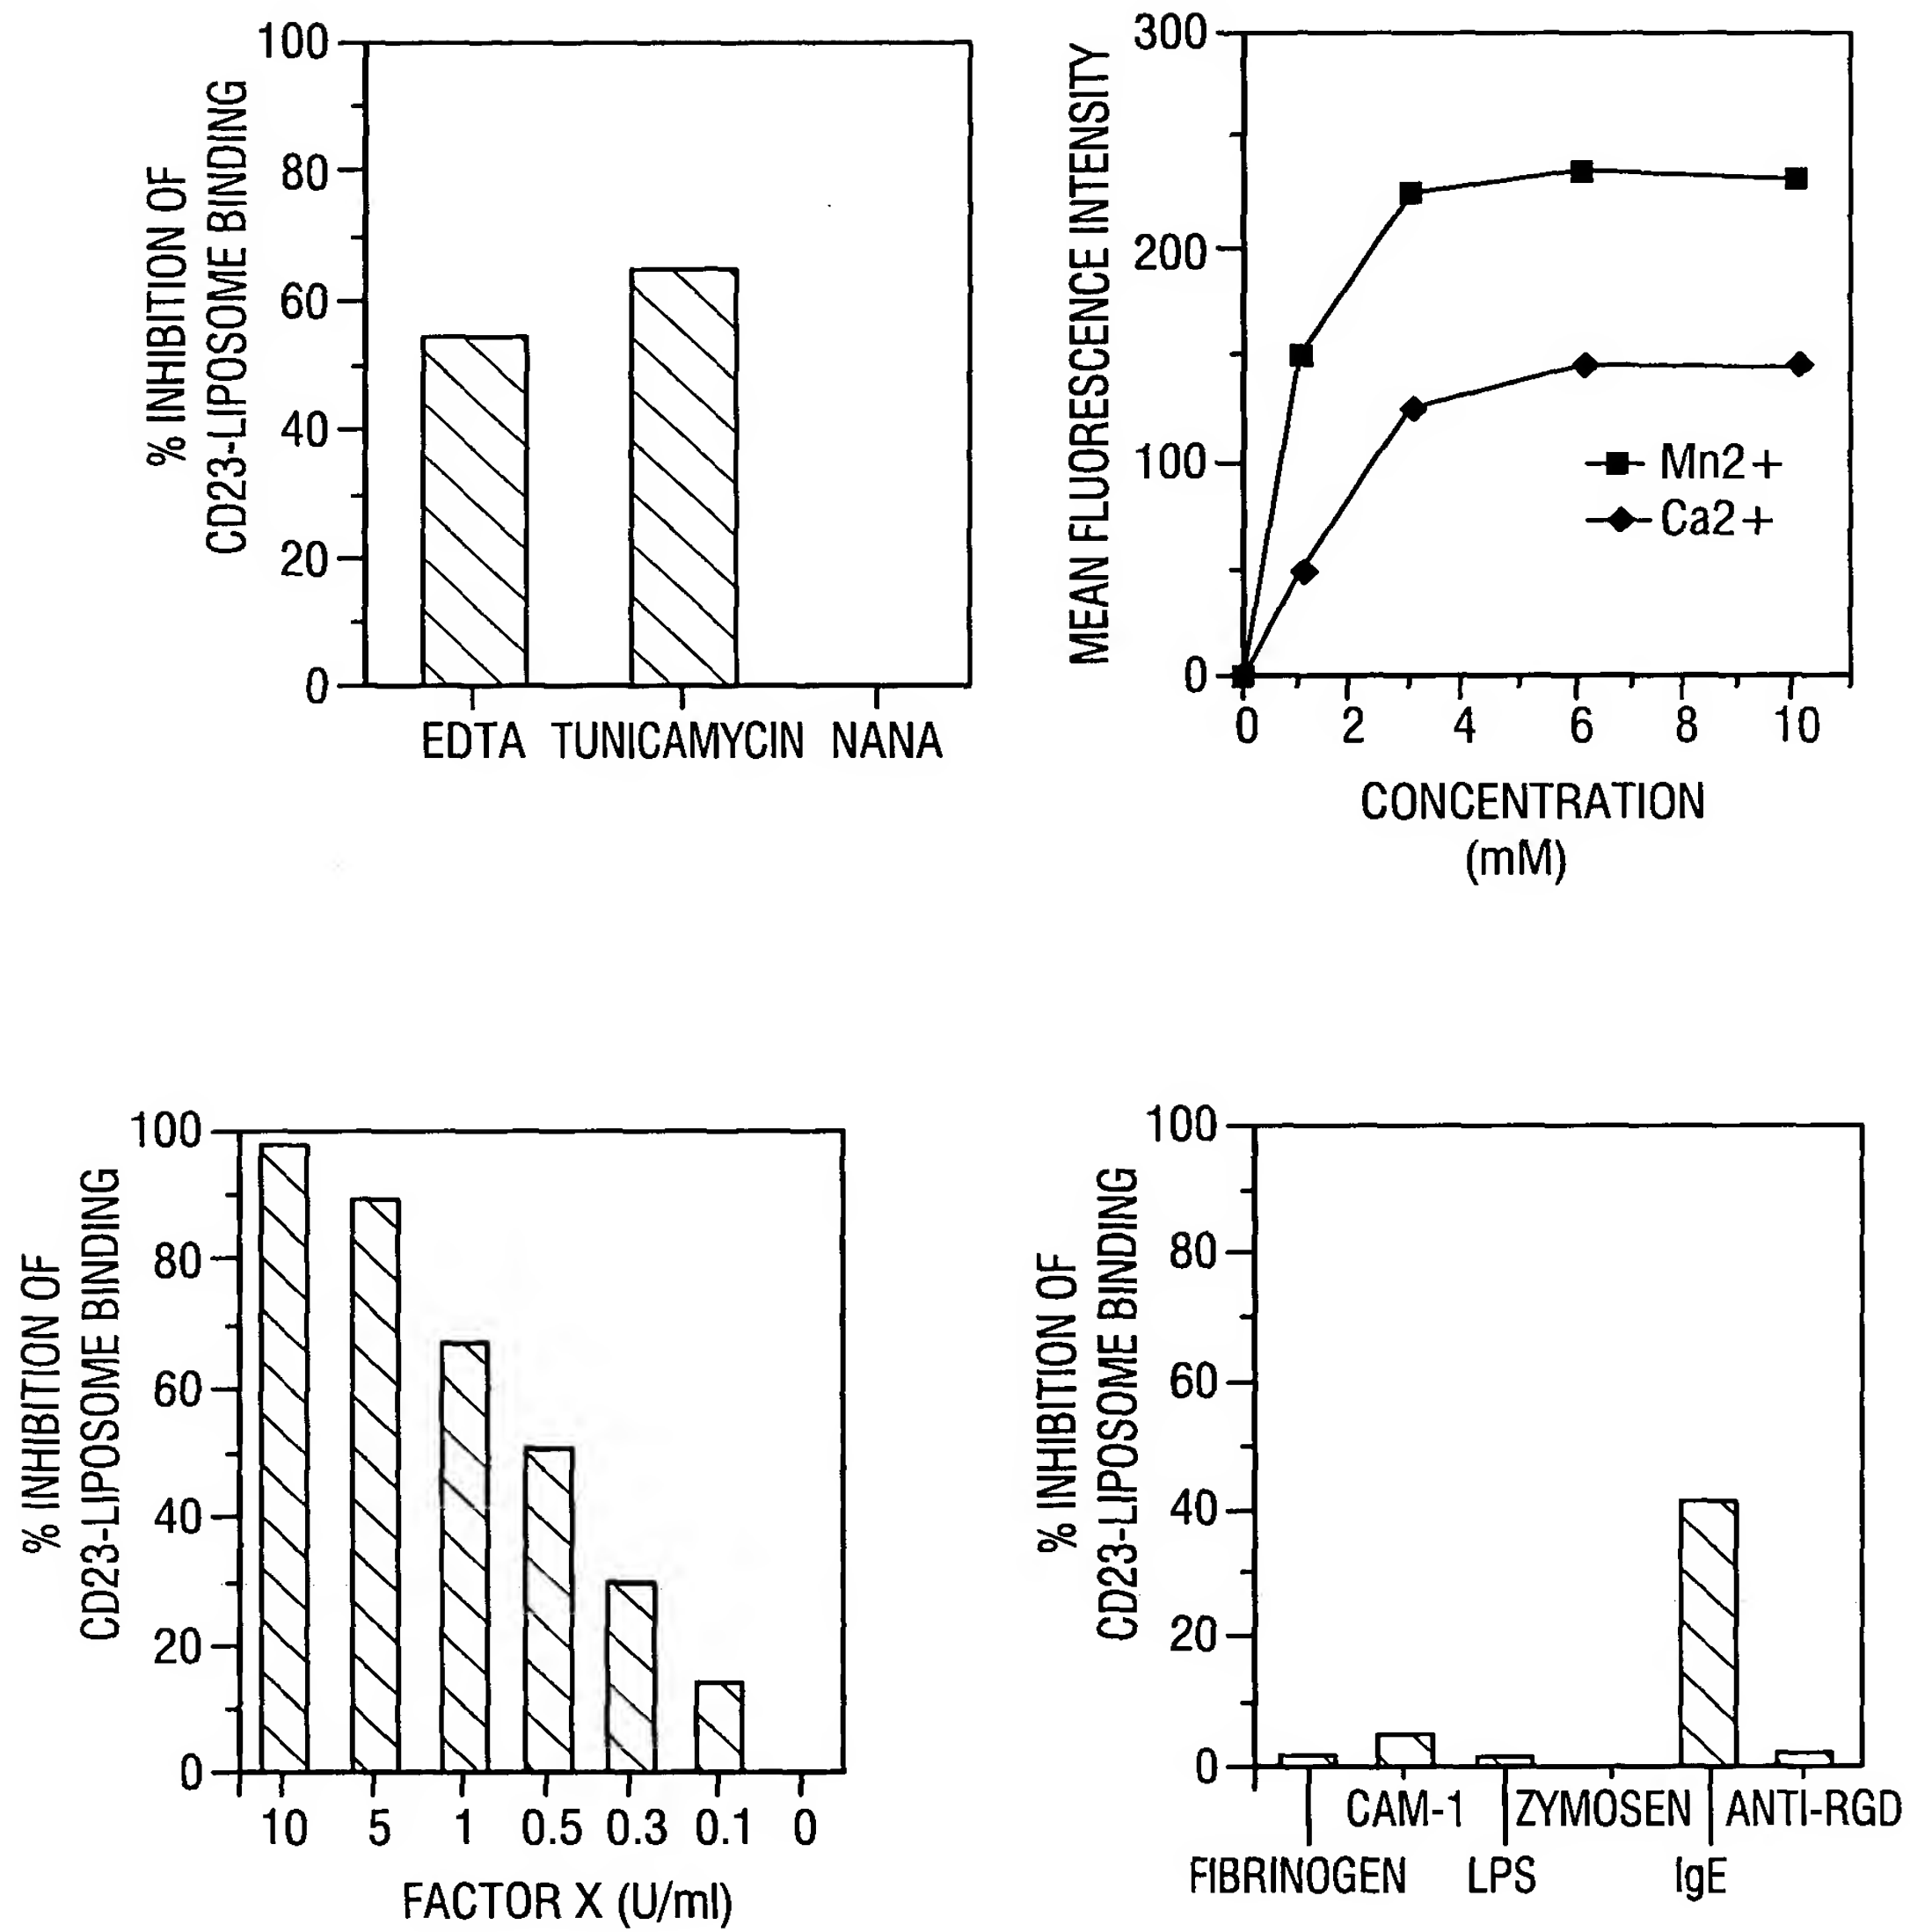 % INHIBITION OF
CD23-LIPOSOME BINDING
100
80
60
40
20
0
EDTA TUNICAMYCIN NANA
MEAN FLUORESCENCE INTENSITY
300
200
100
0
Mn2+
Ca2+
0 2 4 6 8 10
CONCENTRATION
(mM)
% INHIBITION OF
CD23-LIPOSOME BINDING
100
80
60
40
20
0
10 5 1 0.5 0.3 0.1 0
FACTOR X (U/ml)
% INHIBITION OF
CD23-LIPOSOME BINDING
100
80
60
40
20
0
CAM-1 ZYMOSEN ANTI-RGD
FIBRINOGEN LPS IgE